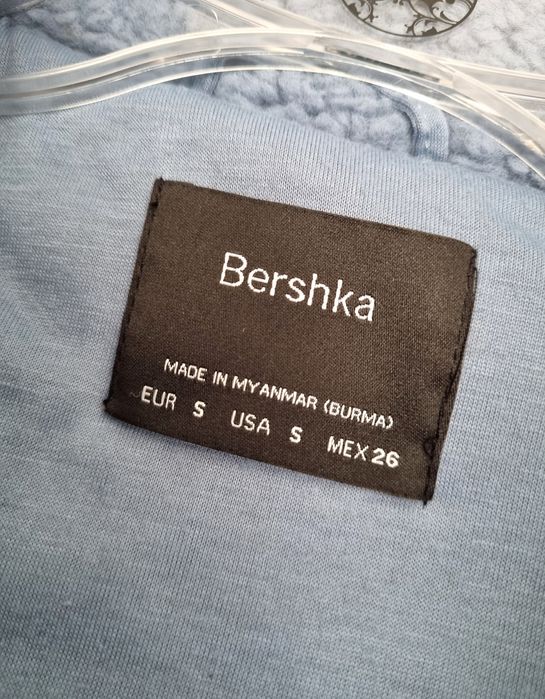 Bershka
MADE IN MYANMAR (BURMA)
EUR S USA S MEX 26